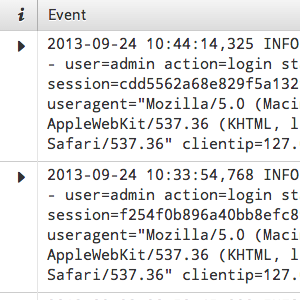 i Event
2013-09-24 10:44:14,325 INFO
- user=admin action=login st
session=cdd5562a68e829f5a132
useragent="Mozilla/5.0 (Maci
AppleWebKit/537.36 (KHTML, l
Safari/537.36" clientip=127.
2013-09-24 10:33:54,768 INFO
- user=admin action=login st
session=f254f0b896a40bb8efc8
useragent="Mozilla/5.0 (Maci
AppleWebKit/537.36 (KHTML, l
Safari/537.36" clientip=127.